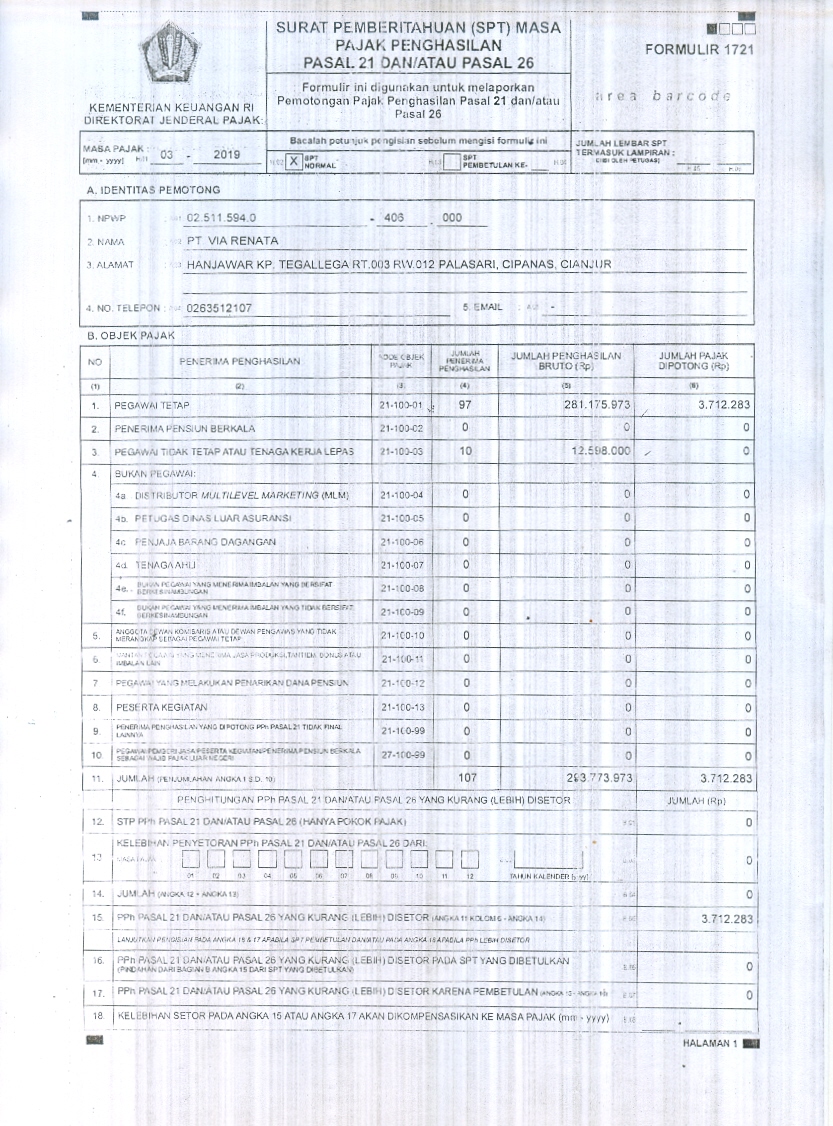 SURAT PEMBERITAHUAN (SPT) MASA
PAJAK PENGHASILAN
PASAL 21 DAN/ATAU PASAL 26
FORMULIR 1721
Formulir ini digunakan untuk melaporkan
Pemotongan Pajak Penghasilan Pasal 21 dan/atau
Pasal 26
area barcode
KEMENTERIAN KEUANGAN RI
DIREKTORAT JENDERAL PAJAK
Bacalah petunjuk pengisian sebelum mengisi formulir ini
MASA PAJAK :
[mm - yyyy] H.01 03 - 2019
H.02 X SPT NORMAL
H.03 SPT PEMBETULAN KE- H.04
JUMLAH LEMBAR SPT
TERMASUK LAMPIRAN :
(DIISI OLEH PETUGAS)
H.05
A. IDENTITAS PEMOTONG
1. NPWP : 02.511.594.0 - 406 . 000
2. NAMA : PT. VIA RENATA
3. ALAMAT : HANJAWAR KP. TEGALLEGA RT.003 RW.012 PALASARI, CIPANAS, CIANJUR
4. NO. TELEPON : 0263512107 5. EMAIL : -
B. OBJEK PAJAK
NO PENERIMA PENGHASILAN KODE OBJEK PAJAK JUMLAH PENERIMA PENGHASILAN JUMLAH PENGHASILAN BRUTO (Rp) JUMLAH PAJAK DIPOTONG (Rp)
(1) (2) (3) (4) (5) (6)
1. PEGAWAI TETAP 21-100-01 97 281.175.973 3.712.283
2. PENERIMA PENSIUN BERKALA 21-100-02 0 0 0
3. PEGAWAI TIDAK TETAP ATAU TENAGA KERJA LEPAS 21-100-03 10 12.598.000 0
4. BUKAN PEGAWAI:
4a. DISTRIBUTOR MULTILEVEL MARKETING (MLM) 21-100-04 0 0 0
4b. PETUGAS DINAS LUAR ASURANSI 21-100-05 0 0 0
4c. PENJAJA BARANG DAGANGAN 21-100-06 0 0 0
4d. TENAGA AHLI 21-100-07 0 0 0
4e. BUKAN PEGAWAI YANG MENERIMA IMBALAN YANG BERSIFAT BERKESINAMBUNGAN 21-100-08 0 0 0
4f. BUKAN PEGAWAI YANG MENERIMA IMBALAN YANG TIDAK BERSIFAT BERKESINAMBUNGAN 21-100-09 0 0 0
5. ANGGOTA DEWAN KOMISARIS ATAU DEWAN PENGAWAS YANG TIDAK MERANGKAP SEBAGAI PEGAWAI TETAP 21-100-10 0 0 0
6. MANTAN PEGAWAI YANG MENERIMA JASA PRODUKSI, TANTIEM, BONUS ATAU IMBALAN LAIN 21-100-11 0 0 0
7 PEGAWAI YANG MELAKUKAN PENARIKAN DANA PENSIUN 21-100-12 0 0 0
8. PESERTA KEGIATAN 21-100-13 0 0 0
9. PENERIMA PENGHASILAN YANG DIPOTONG PPh PASAL 21 TIDAK FINAL LAINNYA 21-100-99 0 0 0
10. PEGAWAI/PEMBERI JASA/PESERTA KEGIATAN/PENERIMA PENSIUN BERKALA SEBAGAI WAJIB PAJAK LUAR NEGERI 27-100-99 0 0 0
11. JUMLAH (PENJUMLAHAN ANGKA 1 S.D. 10) 107 293.773.973 3.712.283
PENGHITUNGAN PPh PASAL 21 DAN/ATAU PASAL 26 YANG KURANG (LEBIH) DISETOR JUMLAH (Rp)
12. STP PPh PASAL 21 DAN/ATAU PASAL 26 (HANYA POKOK PAJAK) 0
KELEBIHAN PENYETORAN PPh PASAL 21 DAN/ATAU PASAL 26 DARI:
13 MASA PAJAK 0
01 02 03 04 05 06 07 08 09 10 11 12 TAHUN KALENDER [yyyy]
14. JUMLAH (ANGKA 12 + ANGKA 13) 0
15. PPh PASAL 21 DAN/ATAU PASAL 26 YANG KURANG (LEBIH) DISETOR (ANGKA 11 KOLOM 6 - ANGKA 14) 3.712.283
LANJUTKAN PENGISIAN PADA ANGKA 16 & 17 APABILA SPT PEMBETULAN DAN/ATAU PADA ANGKA 18 APABILA PPh LEBIH DISETOR
16. PPh PASAL 21 DAN/ATAU PASAL 26 YANG KURANG (LEBIH) DISETOR PADA SPT YANG DIBETULKAN 0
(PINDAHAN DARI BAGIAN B ANGKA 15 DARI SPT YANG DIBETULKAN)
17. PPh PASAL 21 DAN/ATAU PASAL 26 YANG KURANG (LEBIH) DISETOR KARENA PEMBETULAN (ANGKA 15 - ANGKA 16) 0
18. KELEBIHAN SETOR PADA ANGKA 15 ATAU ANGKA 17 AKAN DIKOMPENSASIKAN KE MASA PAJAK (mm - yyyy) -
HALAMAN 1